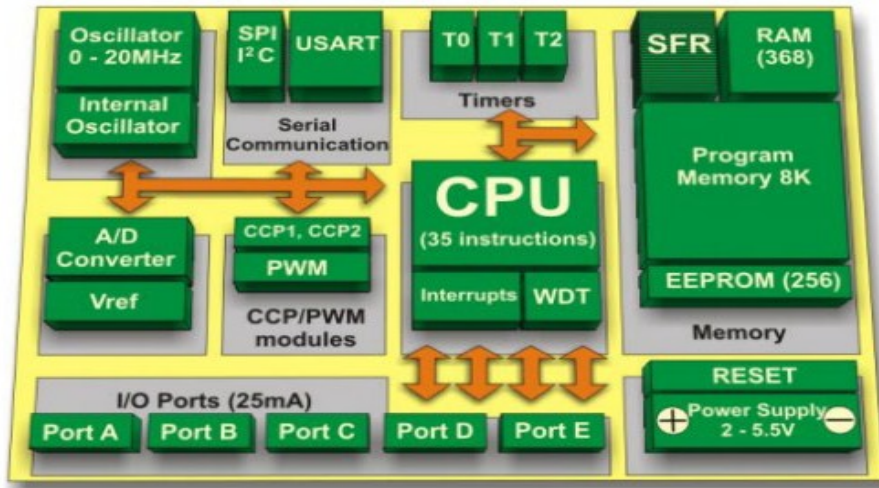 Oscillator
0 - 20MHz
Internal
Oscillator
SPI
I²C
USART
Serial
Communication
T0 T1 T2
Timers
SFR
RAM
(368)
Program
Memory 8K
EEPROM (256)
Memory
A/D
Converter
Vref
CCP1, CCP2
PWM
CCP/PWM
modules
CPU
(35 instructions)
Interrupts
WDT
I/O Ports (25mA)
Port A Port B Port C Port D Port E
RESET
+ Power Supply -
2 - 5.5V